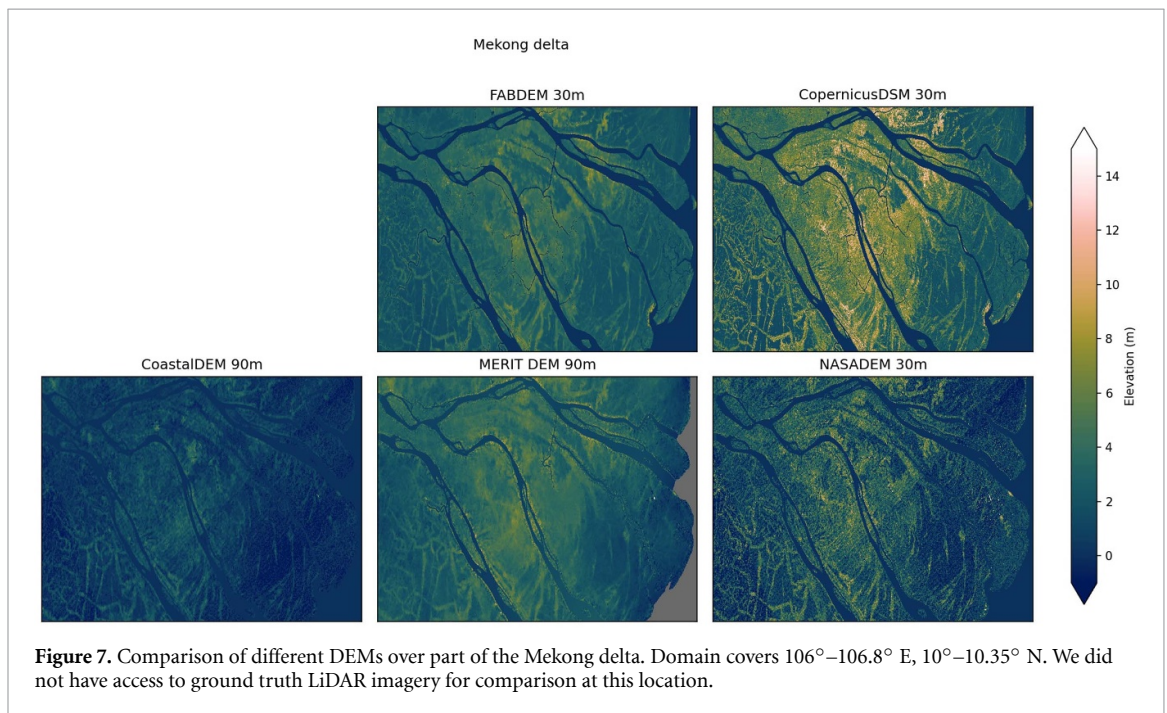 Mekong delta
FABDEM 30m
CopernicusDSM 30m
CoastalDEM 90m
MERIT DEM 90m
NASADEM 30m
14
12
10
8
6
4
2
0
Elevation (m)
Figure 7. Comparison of different DEMs over part of the Mekong delta. Domain covers 106°–106.8° E, 10°–10.35° N. We did
not have access to ground truth LiDAR imagery for comparison at this location.